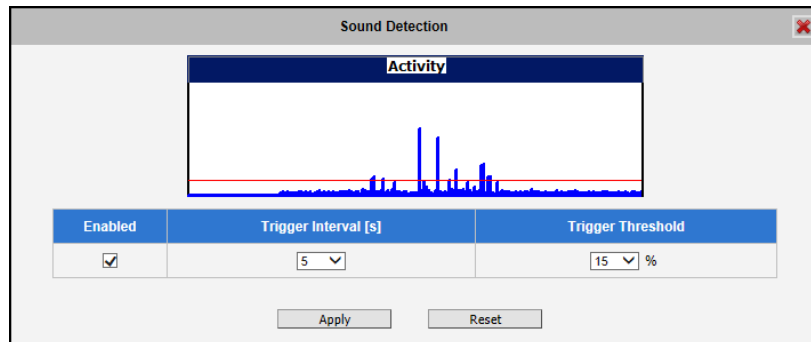 Sound Detection
Activity
Enabled Trigger Interval [s] Trigger Threshold
5 15 %
Apply Reset